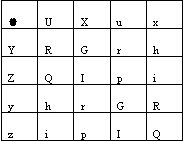 ● U X u x
Y R G r h
Z Q I p i
y h r G R
z i p I Q